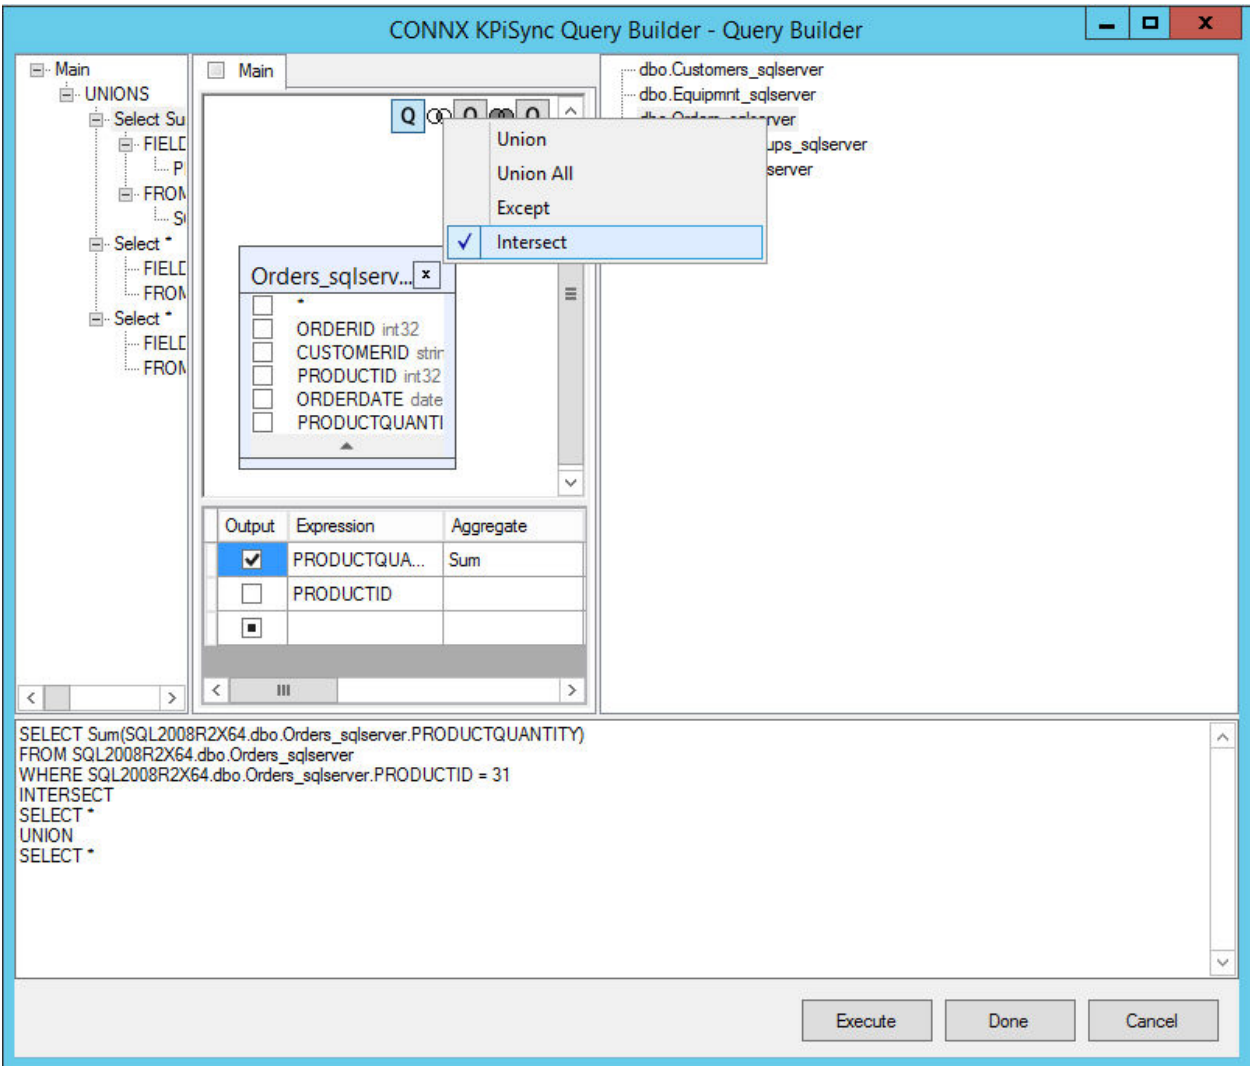 CONNX KPiSync Query Builder - Query Builder
Main
UNIONS
Select Su
FIELD
FROM
Select *
FIELD
FROM
Select *
FIELD
FROM
Main
Q
Union
Union All
Except
Intersect
Orders_sqlserv...
x
*
ORDERID int32
CUSTOMERID strin
PRODUCTID int32
ORDERDATE date
PRODUCTQUANTI
Output Expression Aggregate
PRODUCTQUA... Sum
PRODUCTID
dbo.Customers_sqlserver
dbo.Equipmnt_sqlserver
dbo.Orders_sqlserver
ups_sqlserver
server
SELECT Sum(SQL2008R2X64.dbo.Orders_sqlserver.PRODUCTQUANTITY)
FROM SQL2008R2X64.dbo.Orders_sqlserver
WHERE SQL2008R2X64.dbo.Orders_sqlserver.PRODUCTID = 31
INTERSECT
SELECT *
UNION
SELECT *
Execute Done Cancel